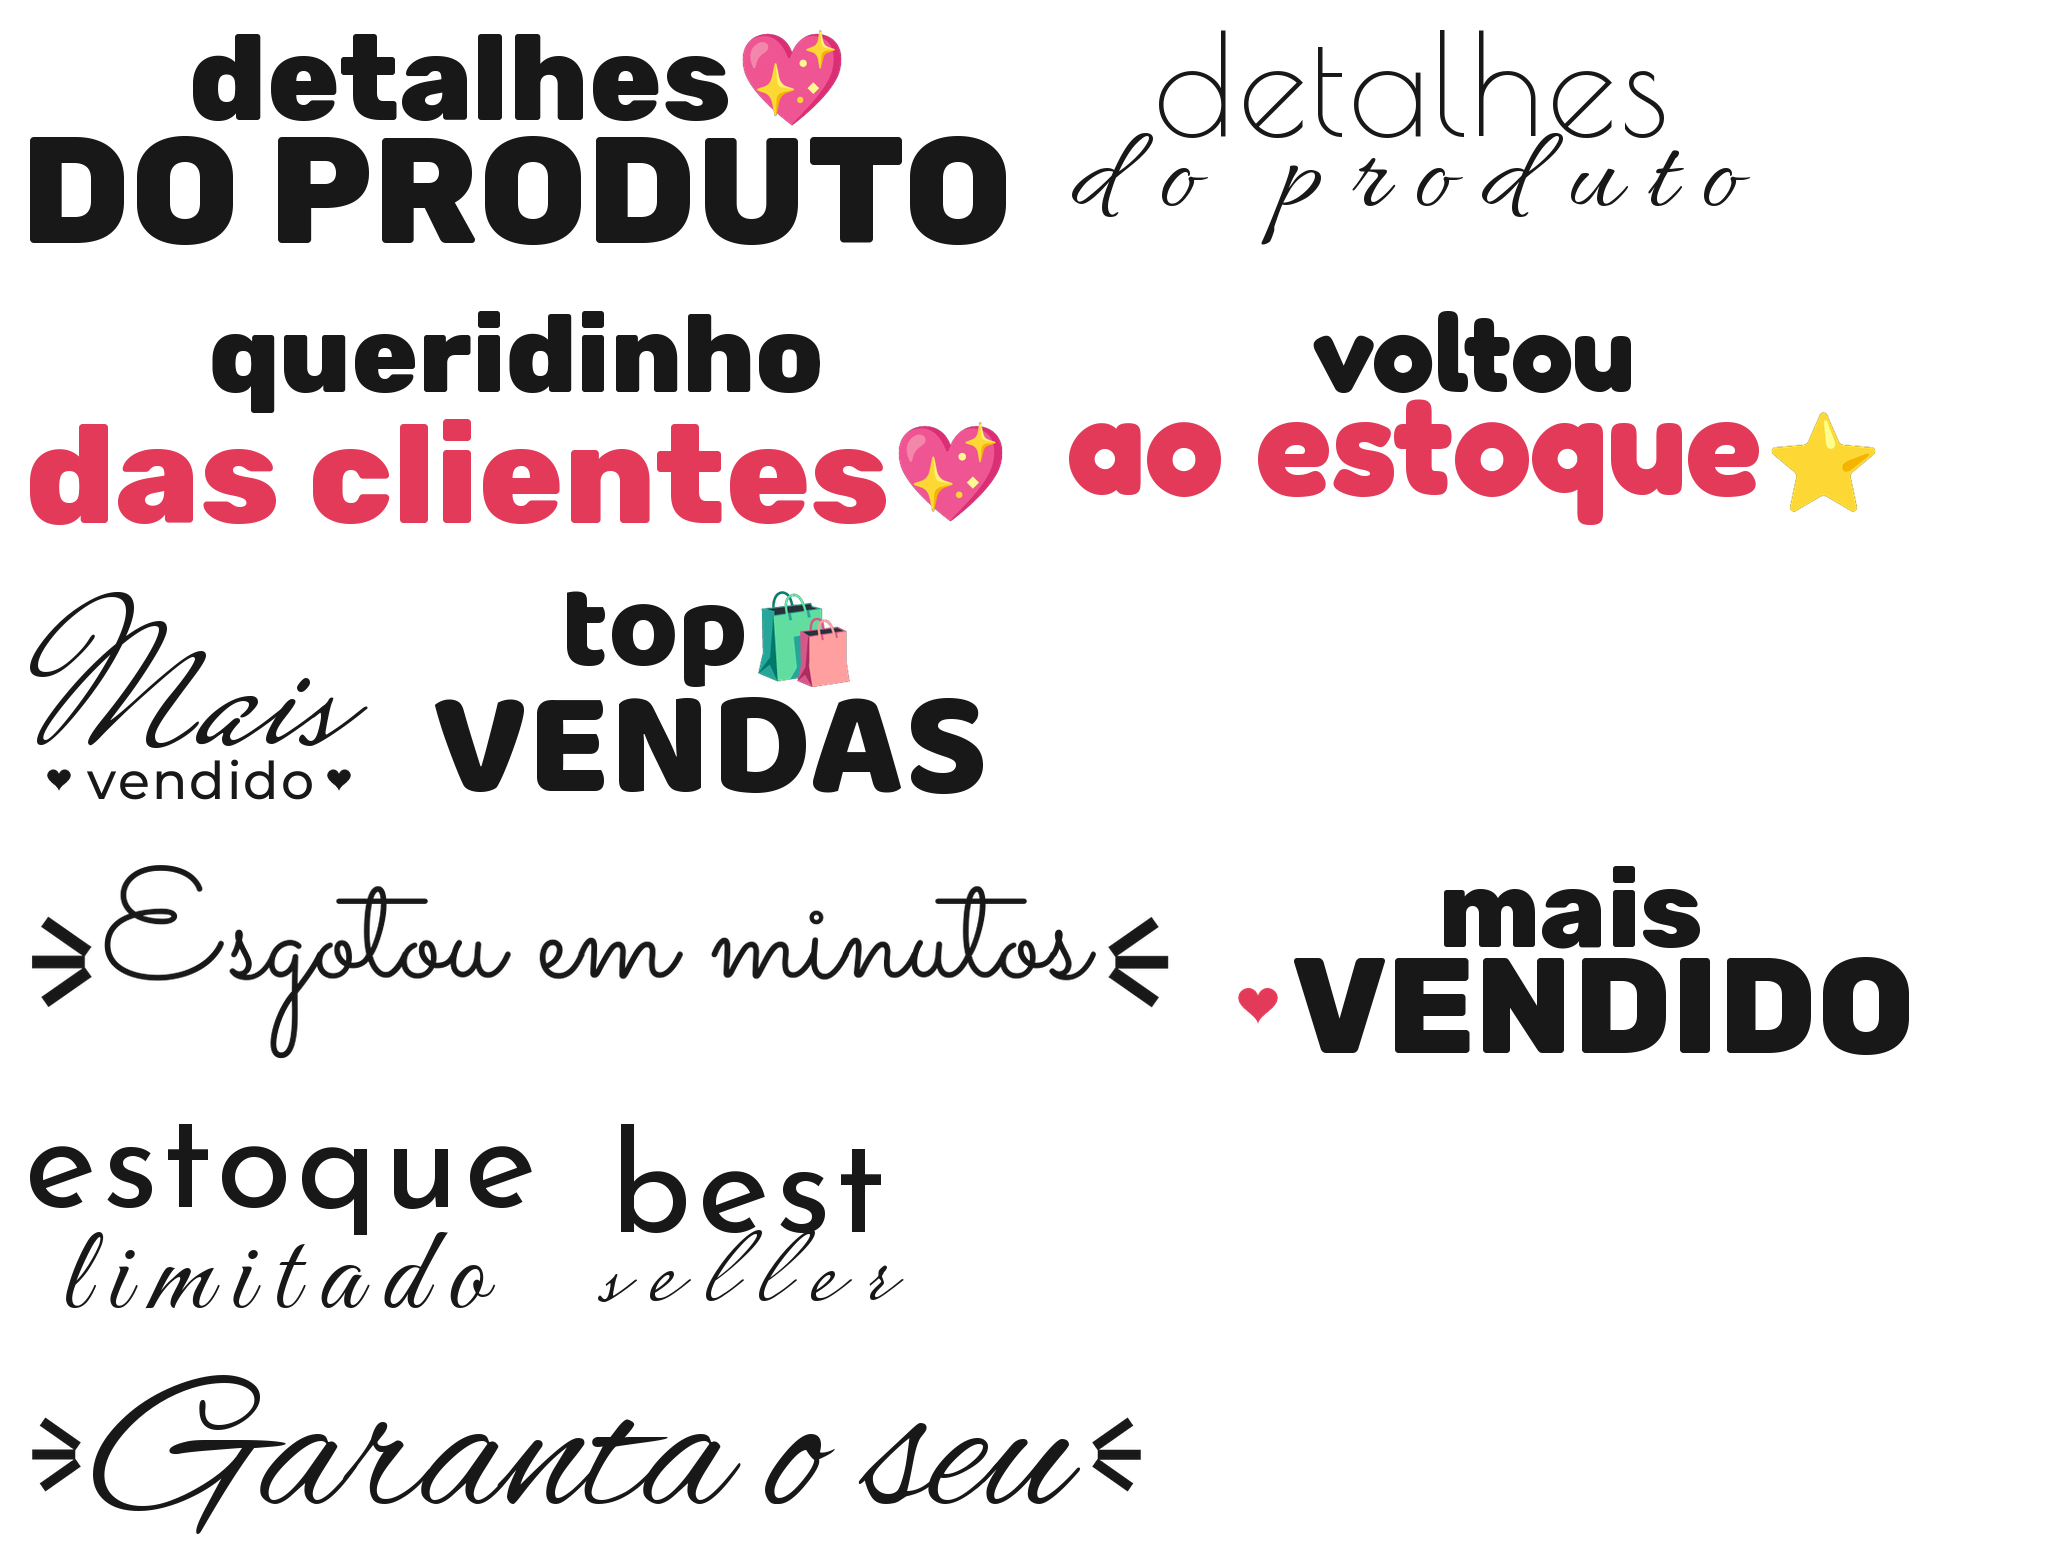 detalhes💖
DO PRODUTO
detalhes
do produto
queridinho
das clientes💖
voltou
ao estoque⭐
Mais
♥ vendido ♥
top🛍️
VENDAS
Esgotou em minutos
mais
♥VENDIDO
estoque
limitado
best
seller
Garanta o seu